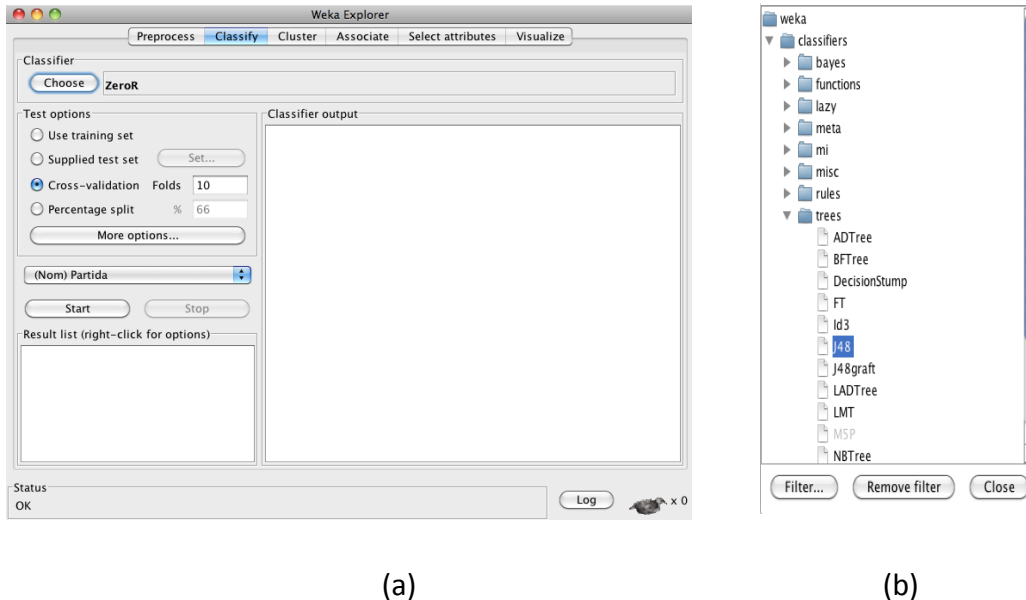 Weka Explorer
Preprocess Classify Cluster Associate Select attributes Visualize
Classifier
Choose ZeroR
Test options
Use training set
Supplied test set Set...
Cross-validation Folds 10
Percentage split % 66
More options...
(Nom) Partida
Start Stop
Result list (right-click for options)
Classifier output
Status
OK
Log x 0
(a)
weka
classifiers
bayes
functions
lazy
meta
mi
misc
rules
trees
ADTree
BFTree
DecisionStump
FT
Id3
J48
J48graft
LADTree
LMT
M5P
NBTree
Filter... Remove filter Close
(b)